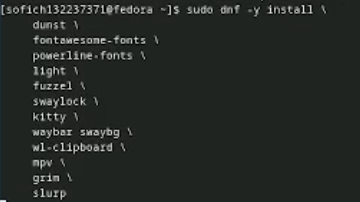 [sofich132237371@fedora ~]$ sudo dnf -y install \
dunst \
fontawesome-fonts \
powerline-fonts \
light \
fuzzel \
swaylock \
kitty \
waybar swaybg \
wl-clipboard \
mpv \
grim \
slurp